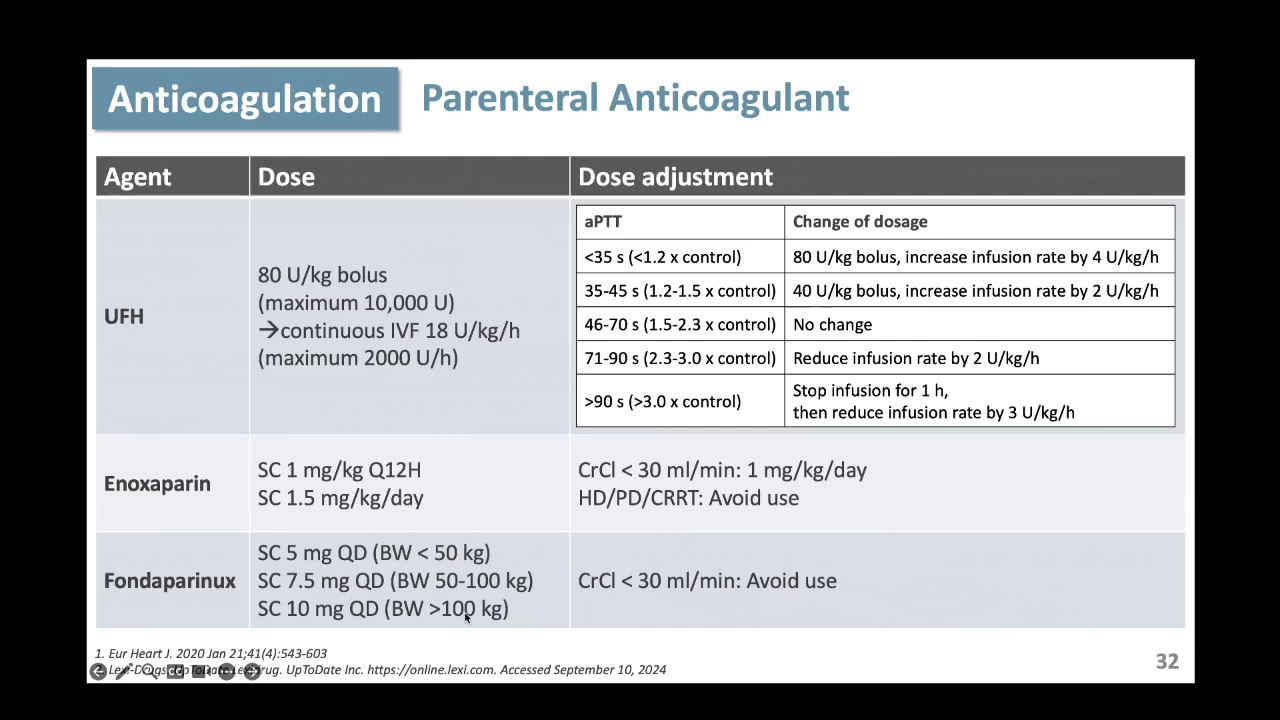 Anticoagulation Parenteral Anticoagulant
Agent Dose Dose adjustment
UFH
80 U/kg bolus
(maximum 10,000 U)
→continuous IVF 18 U/kg/h
(maximum 2000 U/h)
aPTT Change of dosage
<35 s (<1.2 x control) 80 U/kg bolus, increase infusion rate by 4 U/kg/h
35-45 s (1.2-1.5 x control) 40 U/kg bolus, increase infusion rate by 2 U/kg/h
46-70 s (1.5-2.3 x control) No change
71-90 s (2.3-3.0 x control) Reduce infusion rate by 2 U/kg/h
>90 s (>3.0 x control) Stop infusion for 1 h,
then reduce infusion rate by 3 U/kg/h
Enoxaparin
SC 1 mg/kg Q12H
SC 1.5 mg/kg/day
CrCl < 30 ml/min: 1 mg/kg/day
HD/PD/CRRT: Avoid use
Fondaparinux
SC 5 mg QD (BW < 50 kg)
SC 7.5 mg QD (BW 50-100 kg)
SC 10 mg QD (BW >100 kg)
CrCl < 30 ml/min: Avoid use
1. Eur Heart J. 2020 Jan 21;41(4):543-603
UpToDate Inc. https://online.lexi.com. Accessed September 10, 2024
32